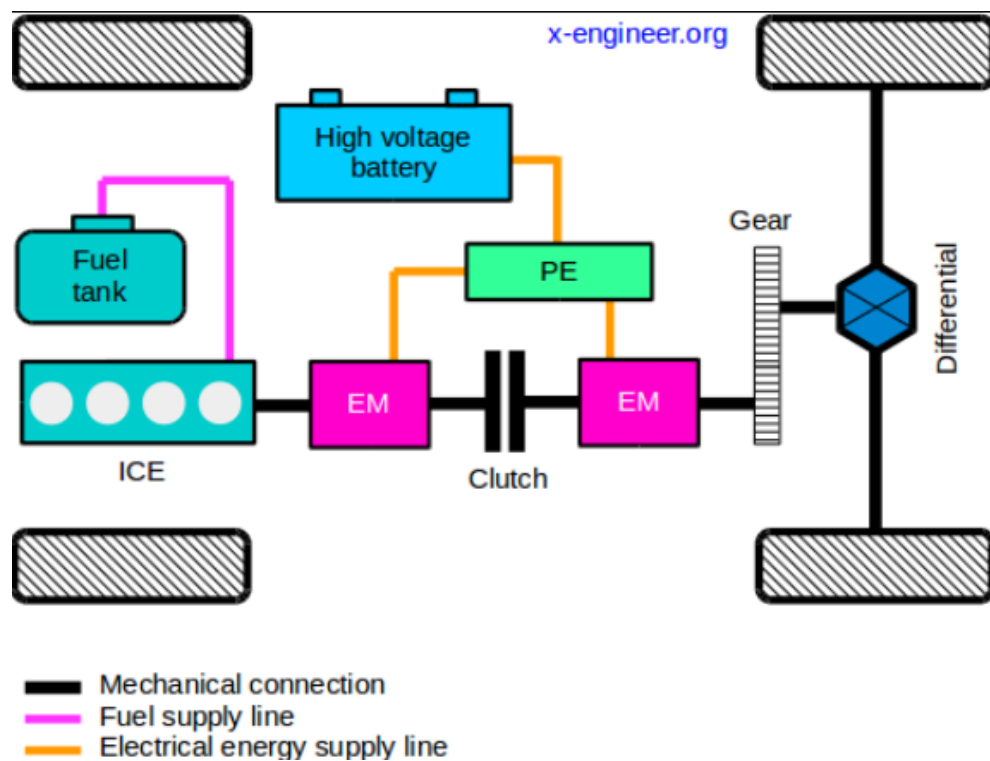 x-engineer.org
High voltage
battery
Fuel
tank
Gear
PE
Differential
EM
EM
ICE
Clutch
Mechanical connection
Fuel supply line
Electrical energy supply line